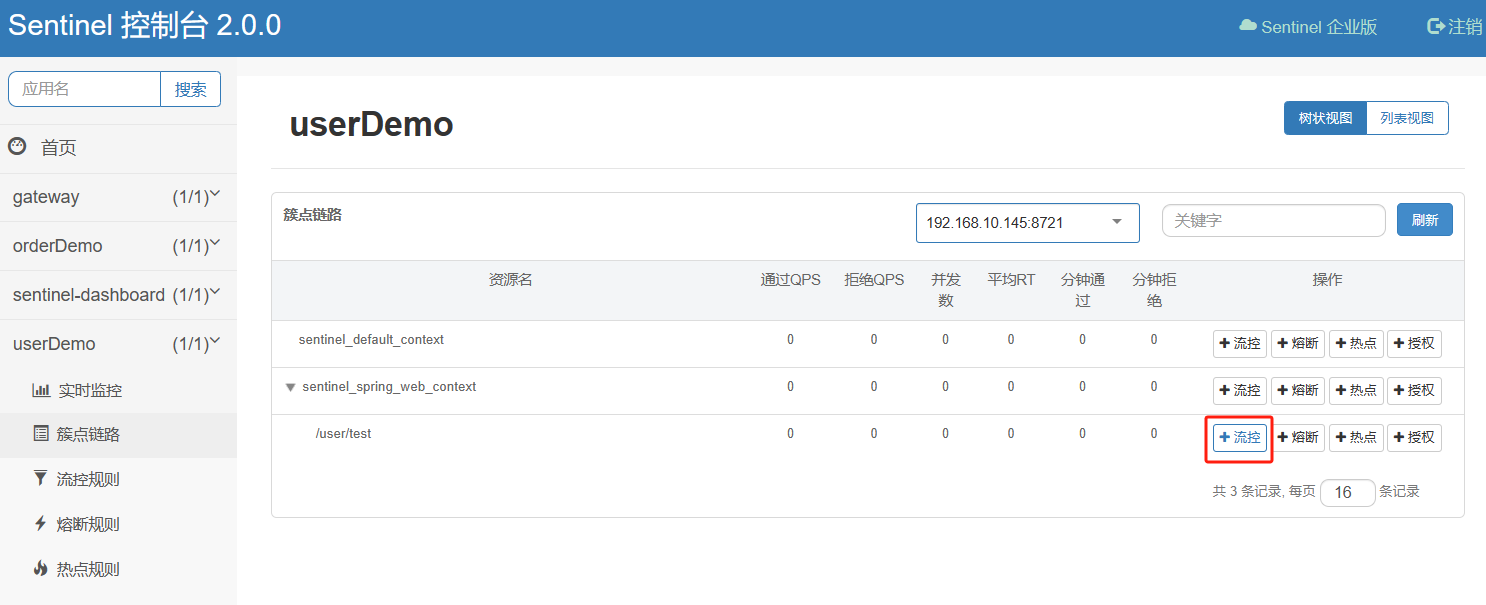 Sentinel 控制台 2.0.0
Sentinel 企业版 注销
应用名 搜索
首页
gateway (1/1)
orderDemo (1/1)
sentinel-dashboard (1/1)
userDemo (1/1)
实时监控
簇点链路
流控规则
熔断规则
热点规则
userDemo
树状视图 列表视图
簇点链路 192.168.10.145:8721 关键字 刷新
资源名 通过QPS 拒绝QPS 并发数 平均RT 分钟通过 分钟拒绝 操作
sentinel_default_context 0 0 0 0 0 0 流控 熔断 热点 授权
sentinel_spring_web_context 0 0 0 0 0 0 流控 熔断 热点 授权
/user/test 0 0 0 0 0 0 流控 熔断 热点 授权
共 3 条记录, 每页 16 条记录